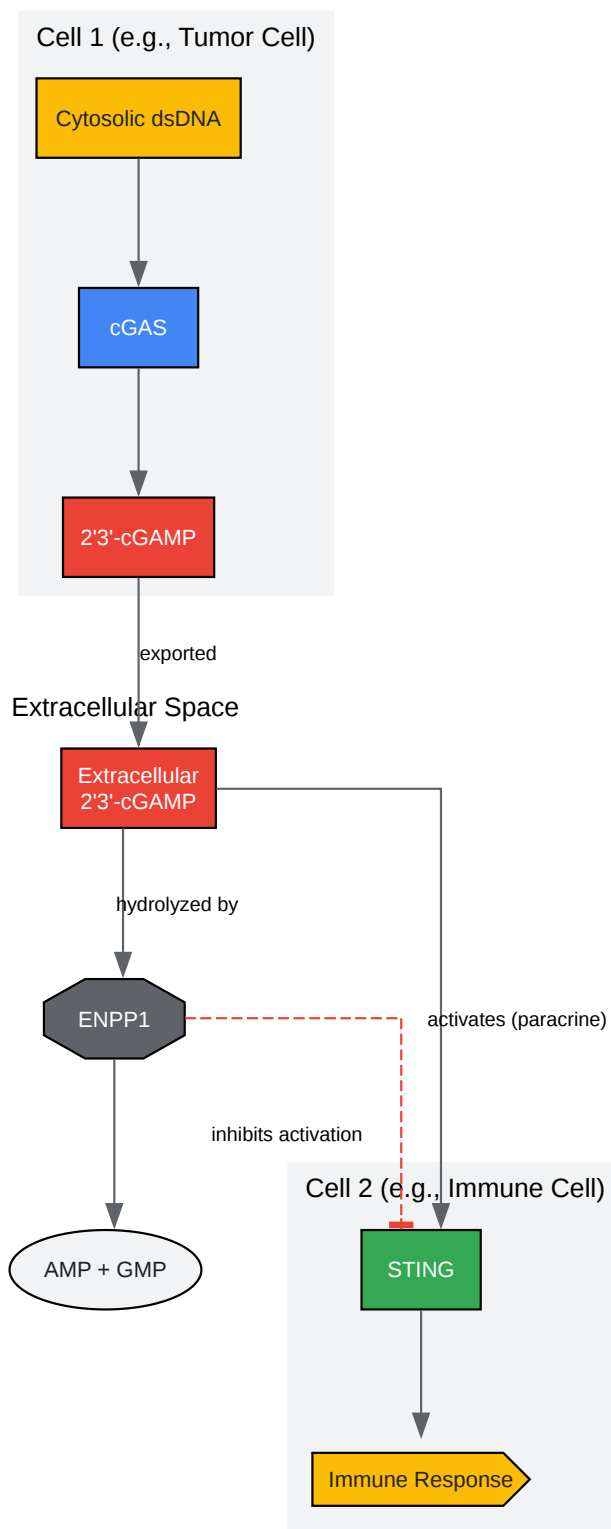 Cell 1 (e.g., Tumor Cell)
Cytosolic dsDNA
cGAS
2'3'-cGAMP
exported
Extracellular Space
Extracellular
2'3'-cGAMP
hydrolyzed by
ENPP1
activates (paracrine)
inhibits activation
Cell 2 (e.g., Immune Cell)
AMP + GMP
STING
Immune Response